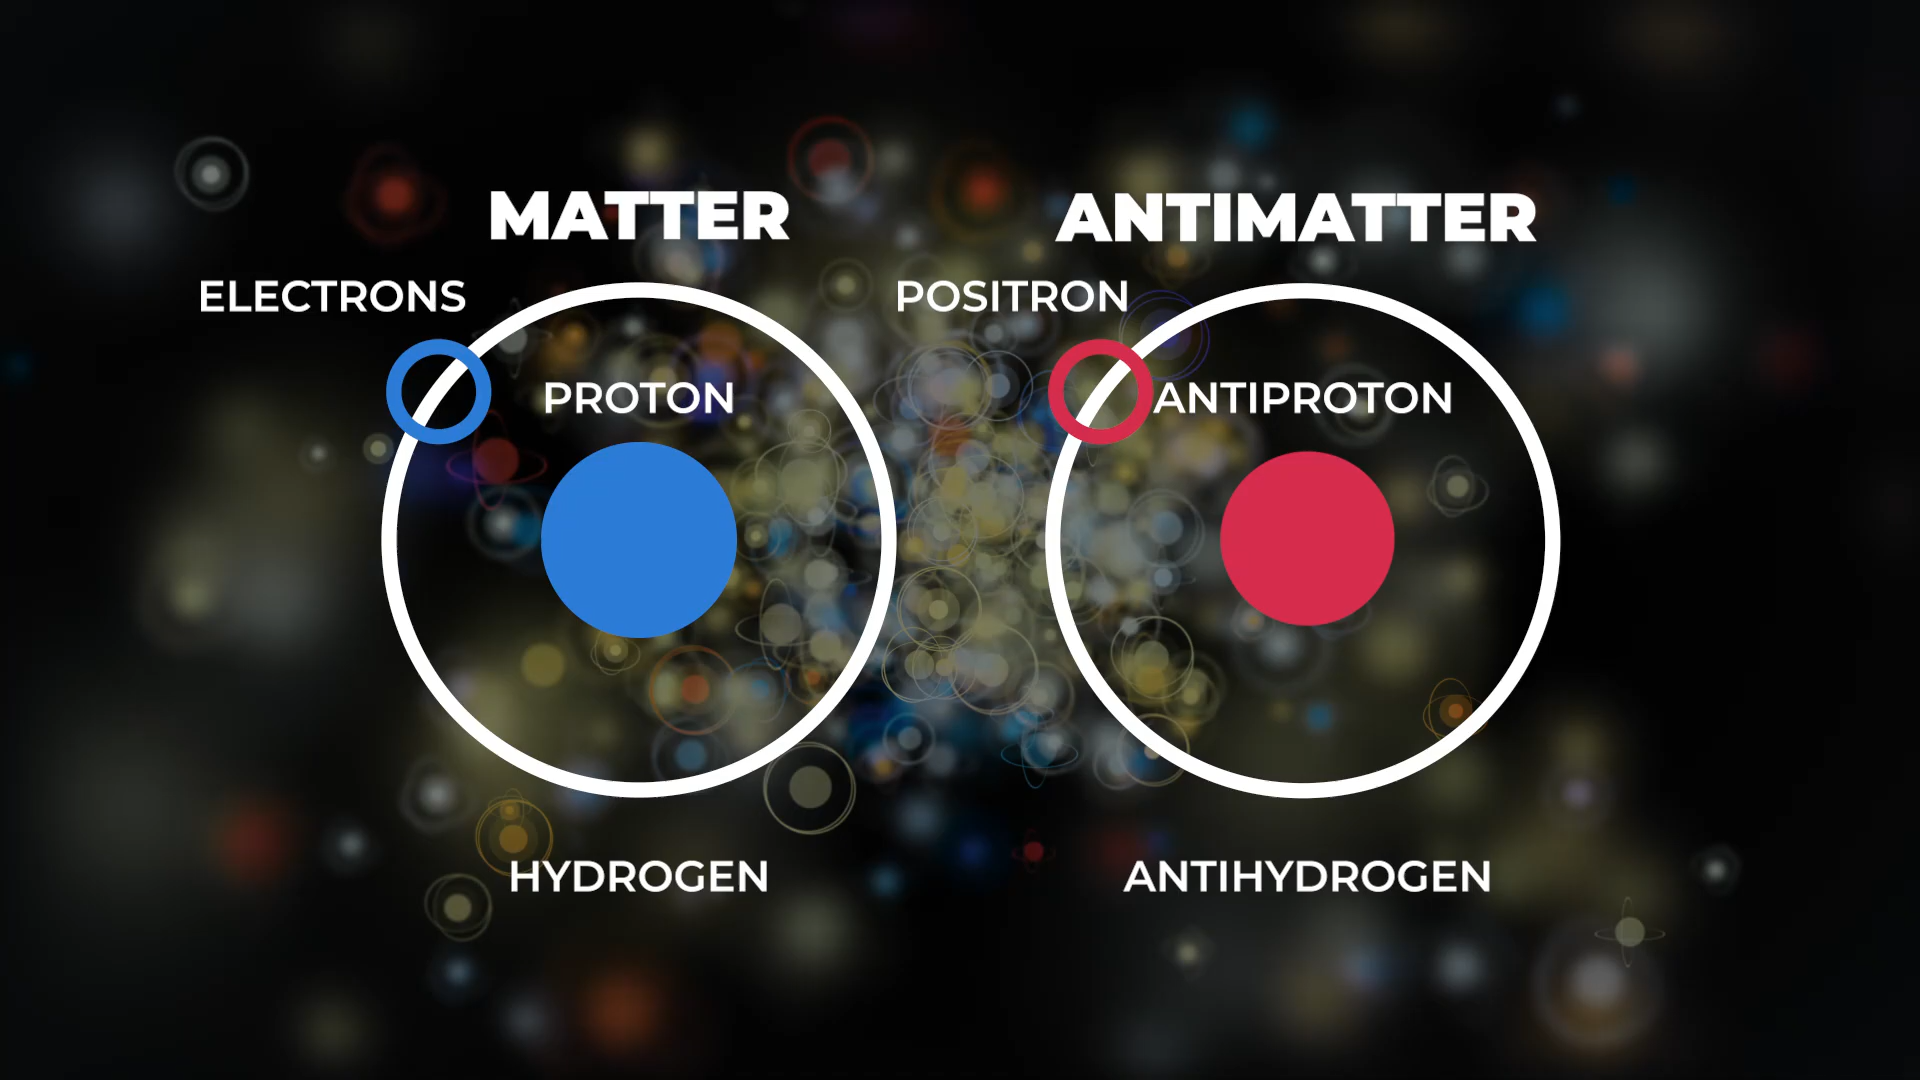 MATTER
ELECTRONS
PROTON
HYDROGEN
ANTIMATTER
POSITRON
ANTIPROTON
ANTIHYDROGEN